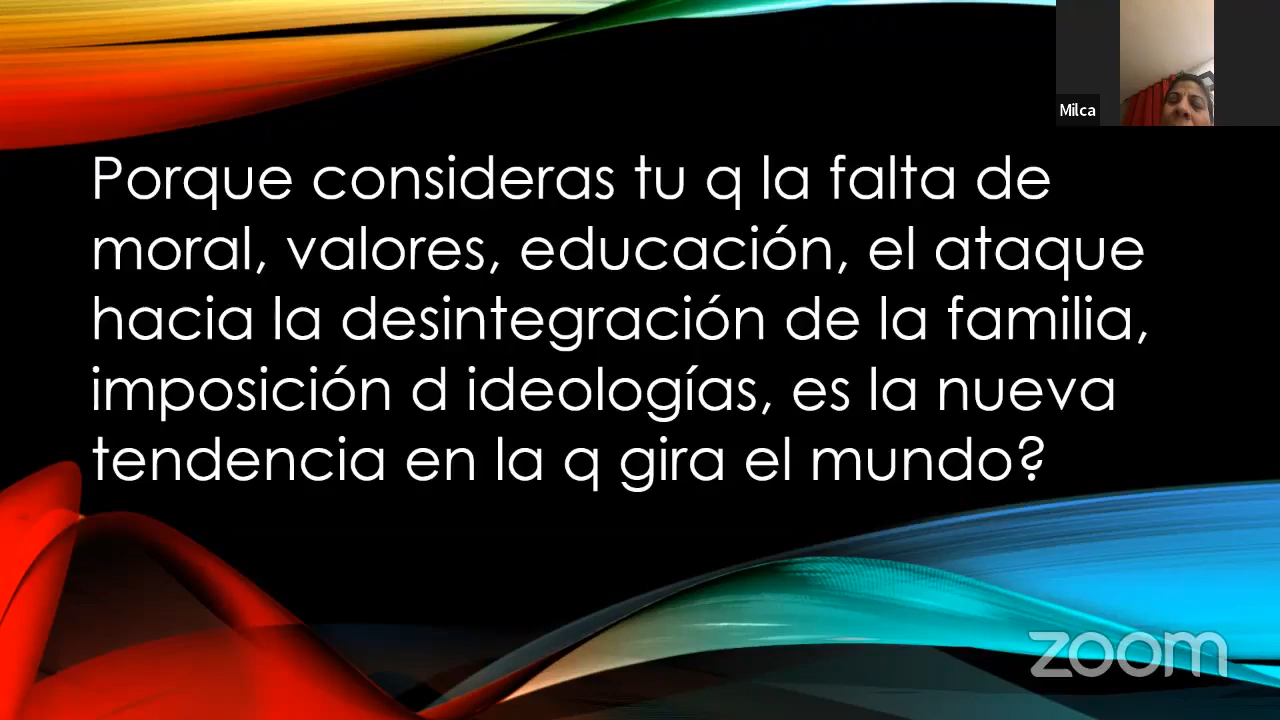 Milca
Porque consideras tu q la falta de
moral, valores, educación, el ataque
hacia la desintegración de la familia,
imposición d ideologías, es la nueva
tendencia en la q gira el mundo?
zoom